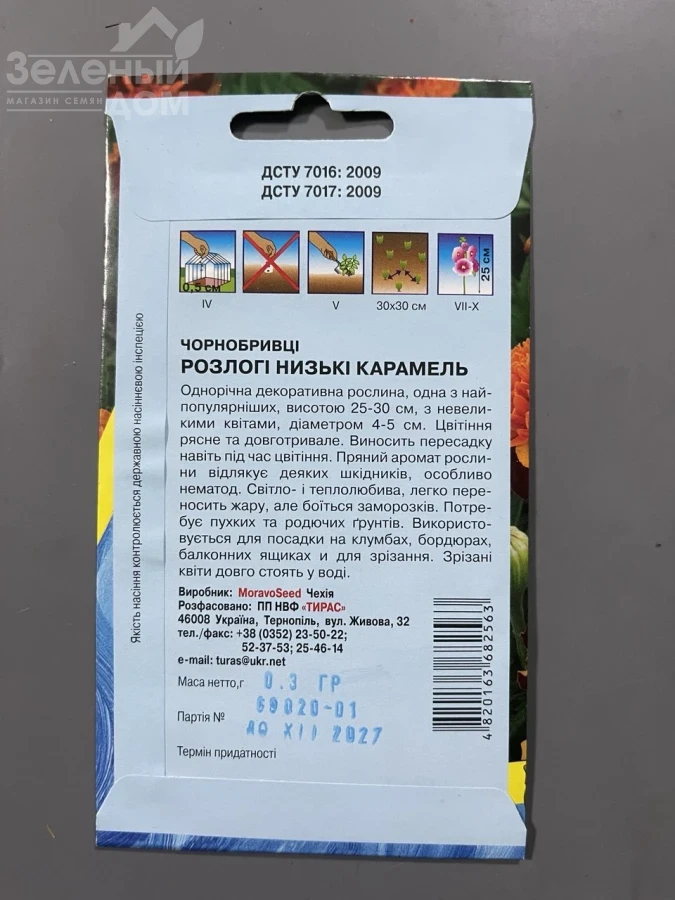 Зеленый
МАГАЗИН СЕМЯН
ДОМ
ДСТУ 7016: 2009
ДСТУ 7017: 2009
0,5 см
25 см
IV
V
30х30 см
VII-X
ЧОРНОБРИВЦІ
РОЗЛОГІ НИЗЬКІ КАРАМЕЛЬ
Однорічна декоративна рослина, одна з най-
популярніших, висотою 25-30 см, з невели-
кими квітами, діаметром 4-5 см. Цвітіння
рясне та довготривале. Виносить пересадку
навіть під час цвітіння. Пряний аромат росли-
ни відлякує деяких шкідників, особливо
нематод. Світло- і теплолюбива, легко пере-
носить жару, але боїться заморозків. Потре-
бує пухких та родючих ґрунтів. Використо-
вується для посадки на клумбах, бордюрах,
балконних ящиках и для зрізання. Зрізані
квіти довго стоять у воді.
Виробник: MoravoSeed Чехія
Розфасовано: ПП НВФ «ТИРАС»
46008 Україна, Тернопіль, вул. Живова, 32
тел./факс: +38 (0352) 23-50-22;
52-37-53; 25-46-14
e-mail: turas@ukr.net
Маса нетто,г 0.3 ГР
Партія № 69020-01
ДО XII 2027
Термін придатності
Якість насіння контролюється державною насіннєвою інспекцією
4820163682563